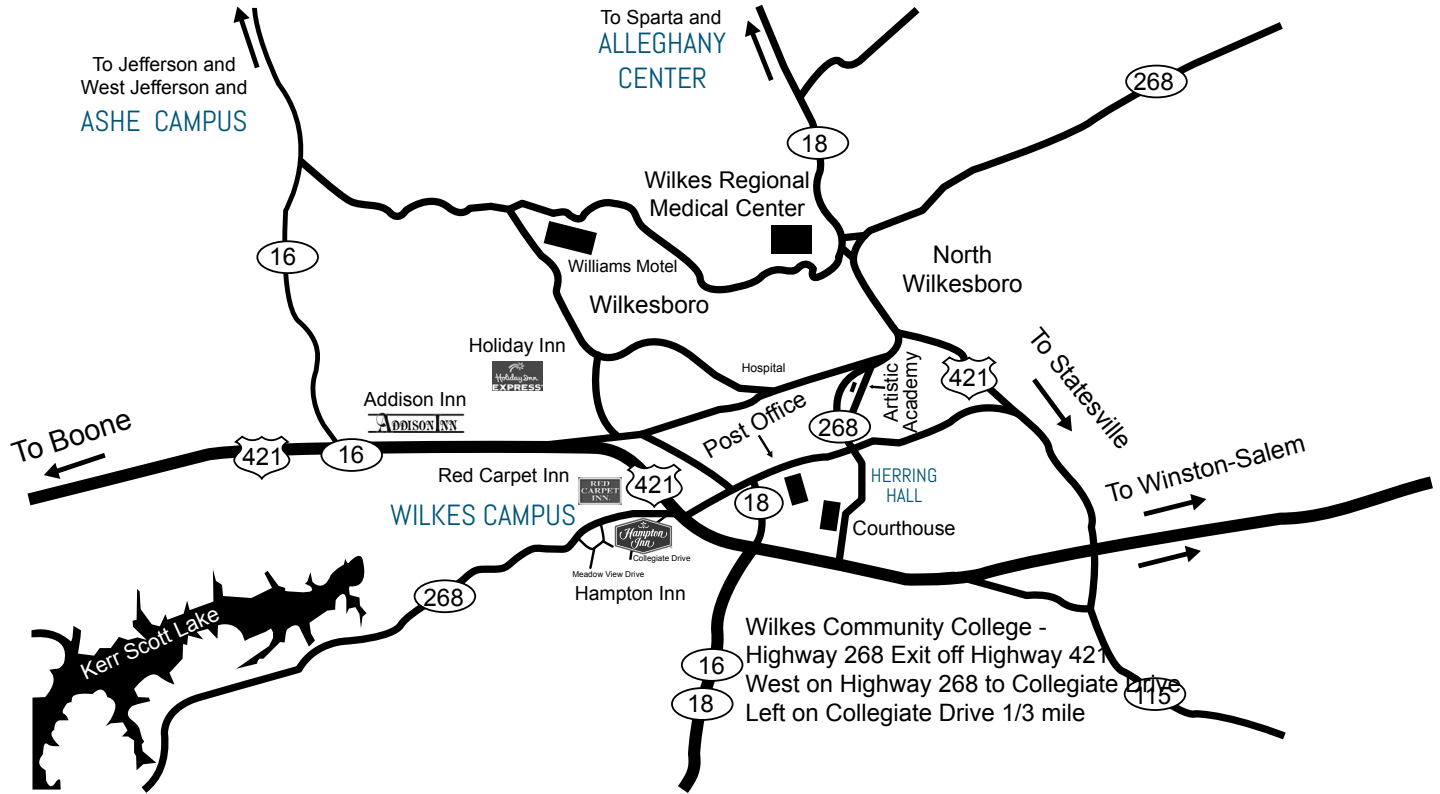 To Sparta and
ALLEGHANY
CENTER
To Jefferson and
West Jefferson and
ASHE CAMPUS
268
18
Wilkes Regional
Medical Center
16
Williams Motel
North
Wilkesboro
Wilkesboro
Holiday Inn
Holiday Inn
EXPRESS
Hospital
Artistic
Academy
421
To Statesville
Addison Inn
ADDISON INN
Post Office
268
To Boone
421
16
Red Carpet Inn
RED
CARPET
INN.
421
HERRING
HALL
To Winston-Salem
WILKES CAMPUS
18
Courthouse
Hampton
Inn
Collegiate Drive
Meadow View Drive
Hampton Inn
268
Kerr Scott Lake
Wilkes Community College -
Highway 268 Exit off Highway 421
West on Highway 268 to Collegiate Drive
Left on Collegiate Drive 1/3 mile
16
18
115